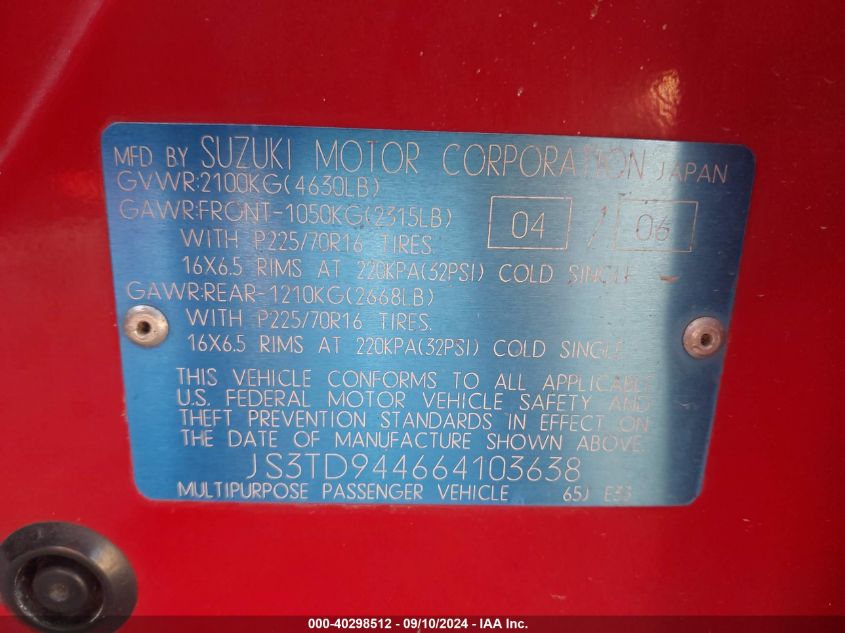 MFD BY SUZUKI MOTOR CORPORATION JAPAN
GVWR:2100KG(4630LB)
GAWR:FRONT-1050KG(2315LB) 04 / 06
WITH P225/70R16 TIRES.
16X6.5 RIMS AT 220KPA(32PSI) COLD SINGLE
GAWR:REAR-1210KG(2668LB)
WITH P225/70R16 TIRES.
16X6.5 RIMS AT 220KPA(32PSI) COLD SINGLE
THIS VEHICLE CONFORMS TO ALL APPLICABLE
U.S. FEDERAL MOTOR VEHICLE SAFETY AND
THEFT PREVENTION STANDARDS IN EFFECT ON
THE DATE OF MANUFACTURE SHOWN ABOVE.
JS3TD944664103638
MULTIPURPOSE PASSENGER VEHICLE 65J E33
000-40298512 - 09/10/2024 - IAA Inc.